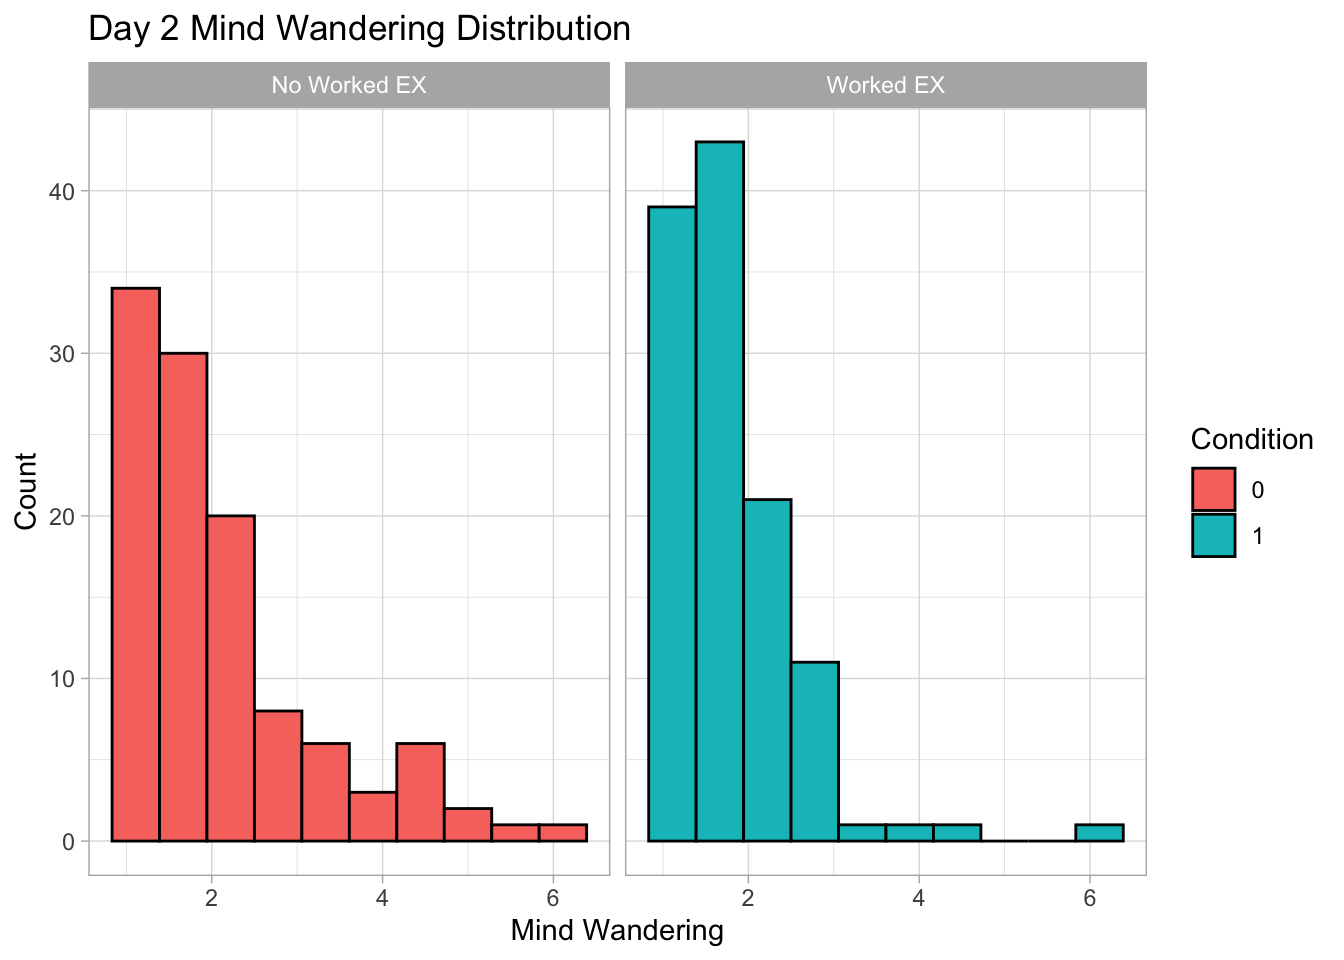 Day 2 Mind Wandering Distribution
No Worked EX
Worked EX
40
30
20
10
0
Count
2
4
6
2
4
6
Mind Wandering
Condition
0
1